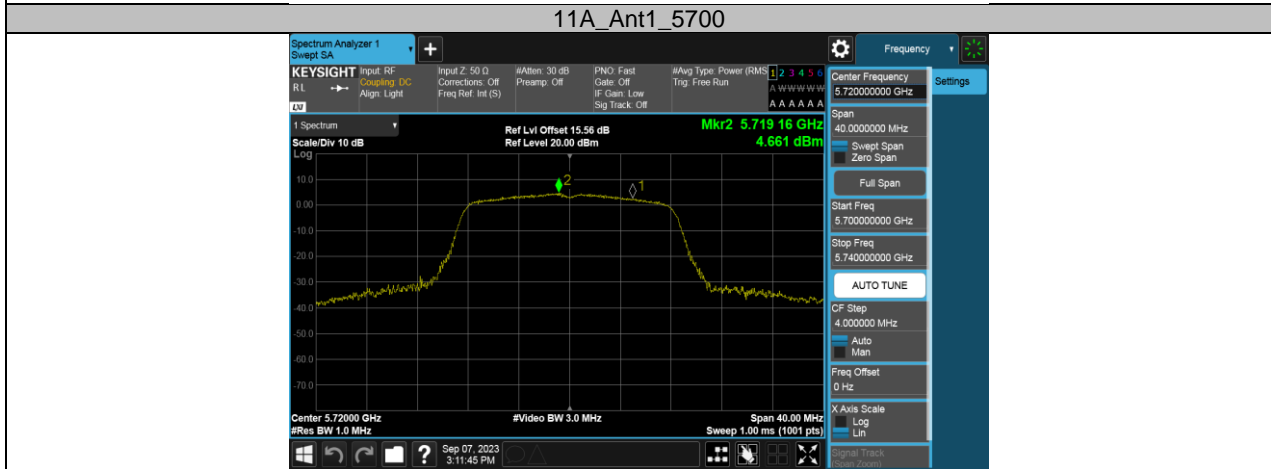 11A_Ant1_5700
Spectrum Analyzer 1
Swept SA
Frequency
KEYSIGHT Input: RF Input Z: 50 Ω #Atten: 30 dB PNO: Fast #Avg Type: Power (RMS 1 2 3 4 5 6
RL Coupling: DC Corrections: Off Preamp: Off Gate: Off Trig: Free Run
Align: Light Freq Ref: Int (S) IF Gain: Low A W W W W W
LXI Sig Track: Off A A A A A A
1 Spectrum Ref Lvl Offset 15.56 dB Mkr2 5.719 16 GHz
Scale/Div 10 dB Ref Level 20.00 dBm 4.661 dBm
Log
10.0
0.00
-10.0
-20.0
-30.0
-40.0
-50.0
-60.0
-70.0
2
1
Center 5.72000 GHz #Video BW 3.0 MHz Span 40.00 MHz
#Res BW 1.0 MHz Sweep 1.00 ms (1001 pts)
? Sep 07, 2023
3:11:45 PM
Settings
Center Frequency
5.720000000 GHz
Span
40.0000000 MHz
Swept Span
Zero Span
Full Span
Start Freq
5.700000000 GHz
Stop Freq
5.740000000 GHz
AUTO TUNE
CF Step
4.000000 MHz
Auto
Man
Freq Offset
0 Hz
X Axis Scale
Log
Lin
Signal Track
(Span Zoom)